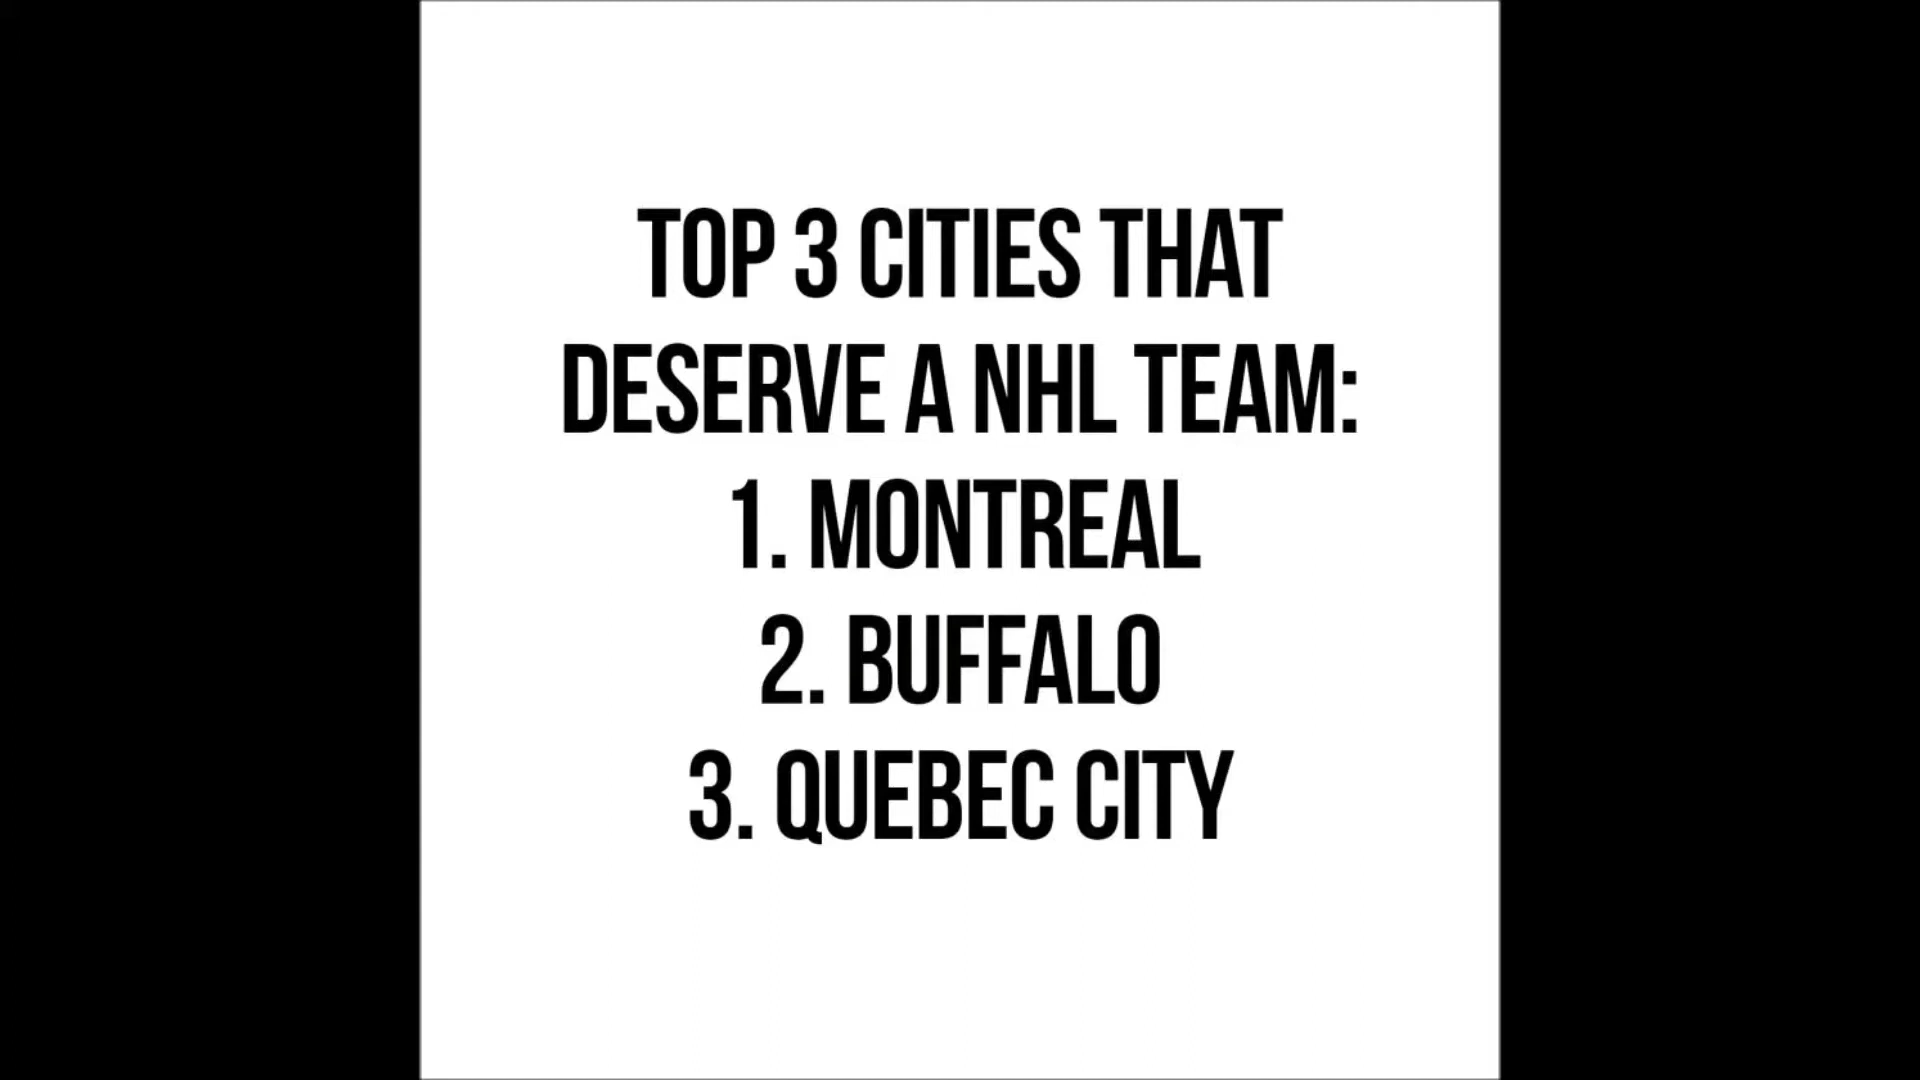 TOP 3 CITIES THAT
DESERVE A NHL TEAM:
1. MONTREAL
2. BUFFALO
3. QUEBEC CITY